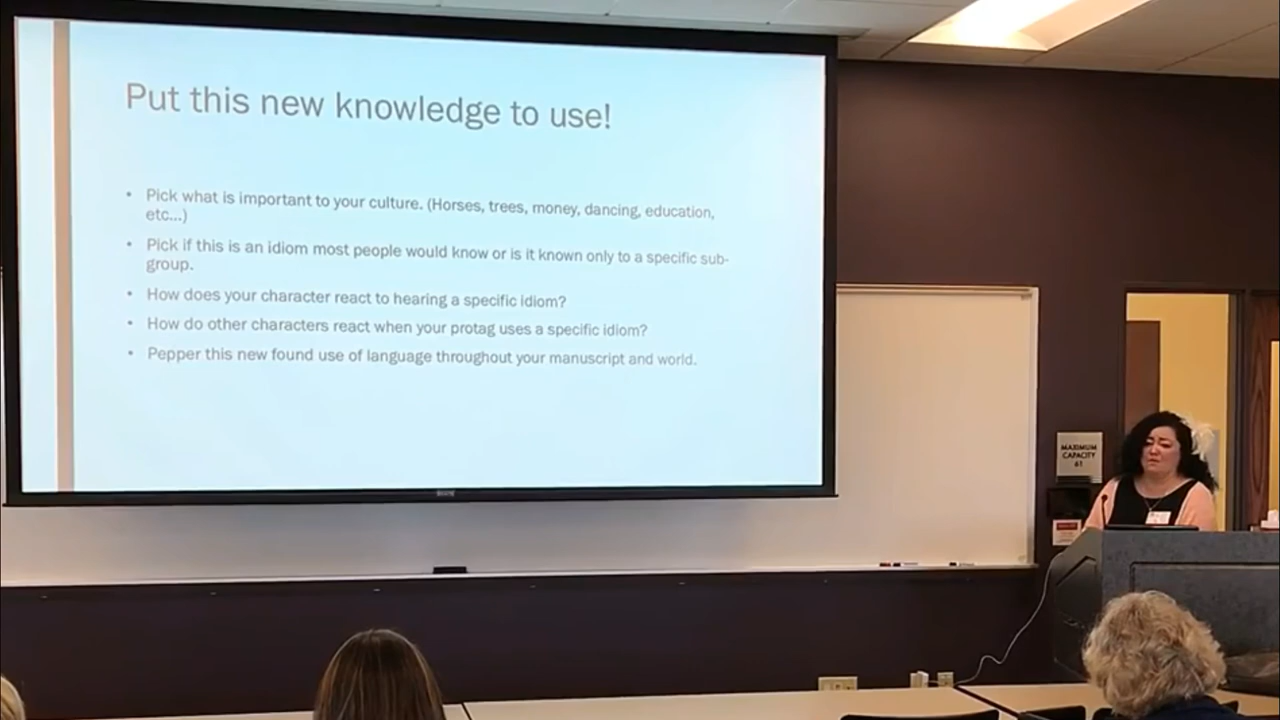 Put this new knowledge to use!
• Pick what is important to your culture. (Horses, trees, money, dancing, education,
etc...)
• Pick if this is an idiom most people would know or is it known only to a specific sub-
group.
• How does your character react to hearing a specific idiom?
• How do other characters react when your protag uses a specific idiom?
• Pepper this new found use of language throughout your manuscript and world.
MAXIMUM
CAPACITY
61